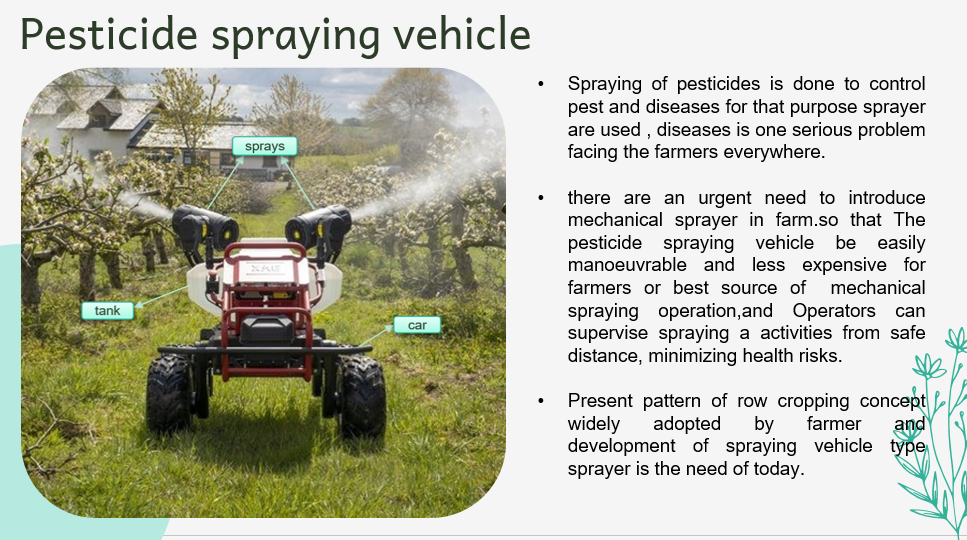 Pesticide spraying vehicle
sprays
tank
car
XAG
• Spraying of pesticides is done to control
pest and diseases for that purpose sprayer
are used , diseases is one serious problem
facing the farmers everywhere.
• there are an urgent need to introduce
mechanical sprayer in farm.so that The
pesticide spraying vehicle be easily
manoeuvrable and less expensive for
farmers or best source of mechanical
spraying operation,and Operators can
supervise spraying a activities from safe
distance, minimizing health risks.
• Present pattern of row cropping concept
widely adopted by farmer and
development of spraying vehicle type
sprayer is the need of today.